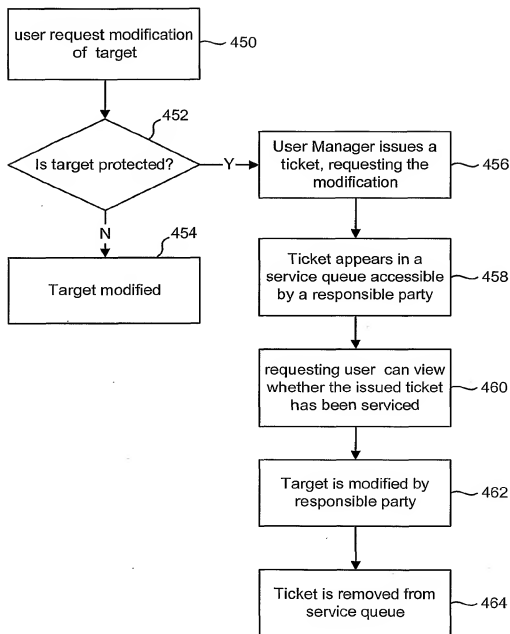 user request modification
of target
450
452
Is target protected?
Y
N
454
Target modified
User Manager issues a
ticket, requesting the
modification
456
Ticket appears in a
service queue accessible
by a responsible party
458
requesting user can view
whether the issued ticket
has been serviced
460
Target is modified by
responsible party
462
Ticket is removed from
service queue
464